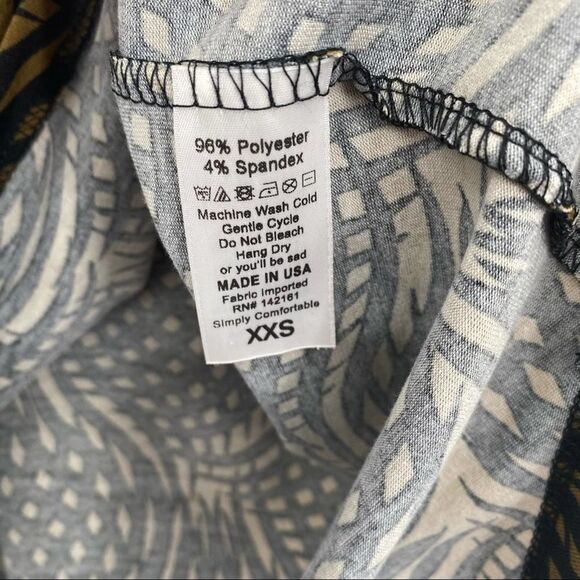 96% Polyester
4% Spandex
Machine Wash Cold
Gentle Cycle
Do Not Bleach
Hang Dry
or you'll be sad
MADE IN USA
Fabric Imported
RN# 142161
Simply Comfortable
XXS